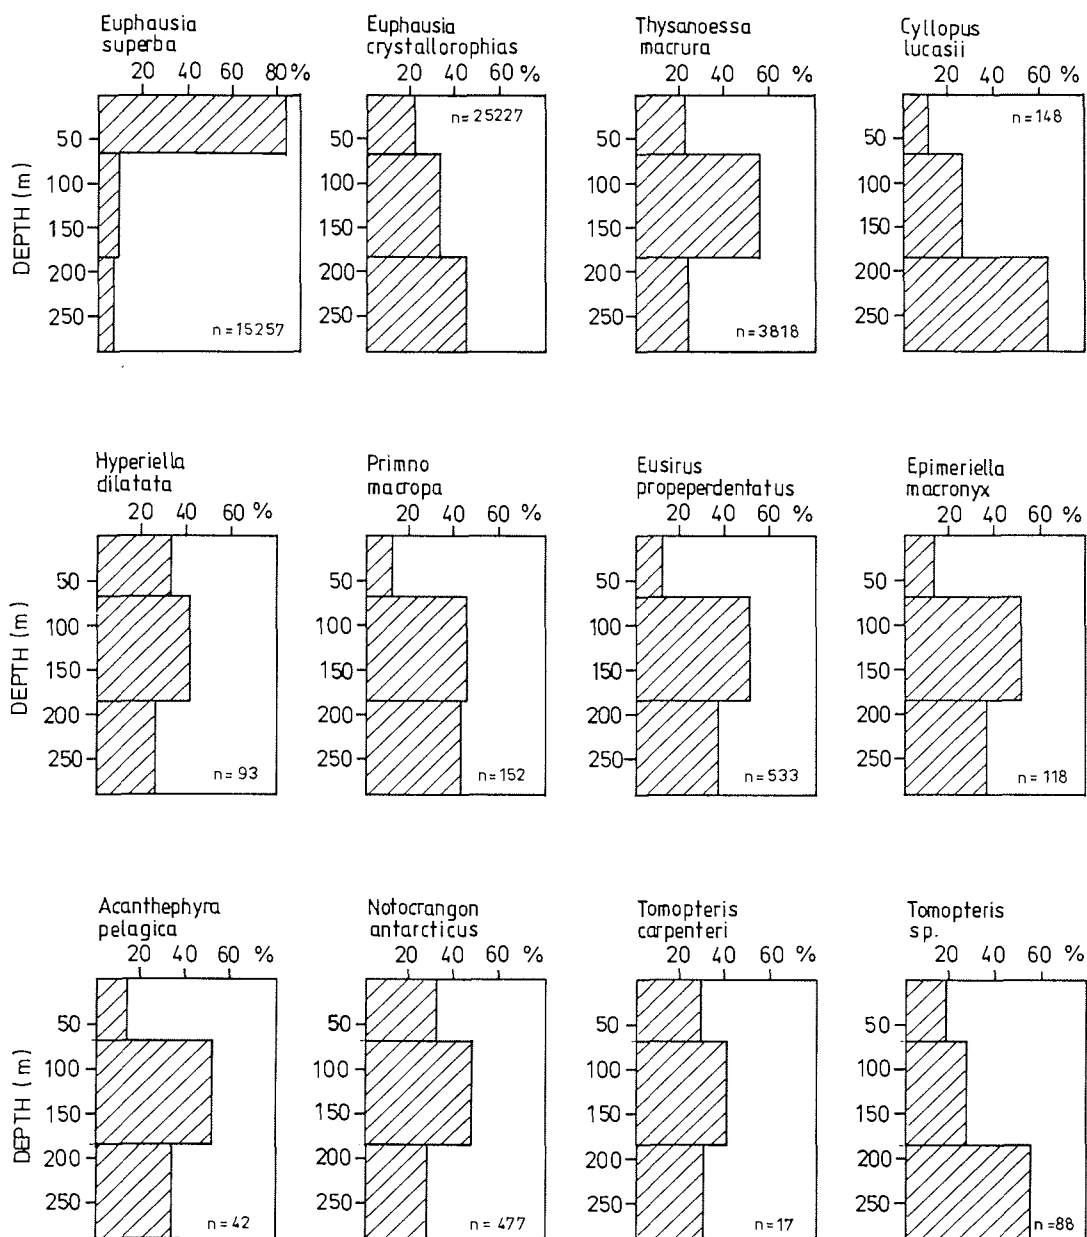 Euphausia
superba
20 40 60 80 %
Euphausia
crystallorophias
20 40 60 %
Thysanoessa
macrura
20 40 60 %
Cyllopus
lucasii
20 40 60 %
DEPTH (m)
50
100
150
200
250
n=15257
50
100
150
200
250
n=25227
50
100
150
200
250
n=3818
50
100
150
200
250
n=148
Hyperiella
dilatata
20 40 60 %
Primno
macropa
20 40 60 %
Eusirus
propeperdentatus
20 40 60 %
Epimeriella
macronyx
20 40 60 %
DEPTH (m)
50
100
150
200
250
n=93
50
100
150
200
250
n=152
50
100
150
200
250
n=533
50
100
150
200
250
n=118
Acanthephyra
pelagica
20 40 60 %
Notocrangon
antarcticus
20 40 60 %
Tomopteris
carpenteri
20 40 60 %
Tomopteris
sp.
20 40 60 %
DEPTH (m)
50
100
150
200
250
n=42
50
100
150
200
250
n=477
50
100
150
200
250
n=17
50
100
150
200
250
n=88